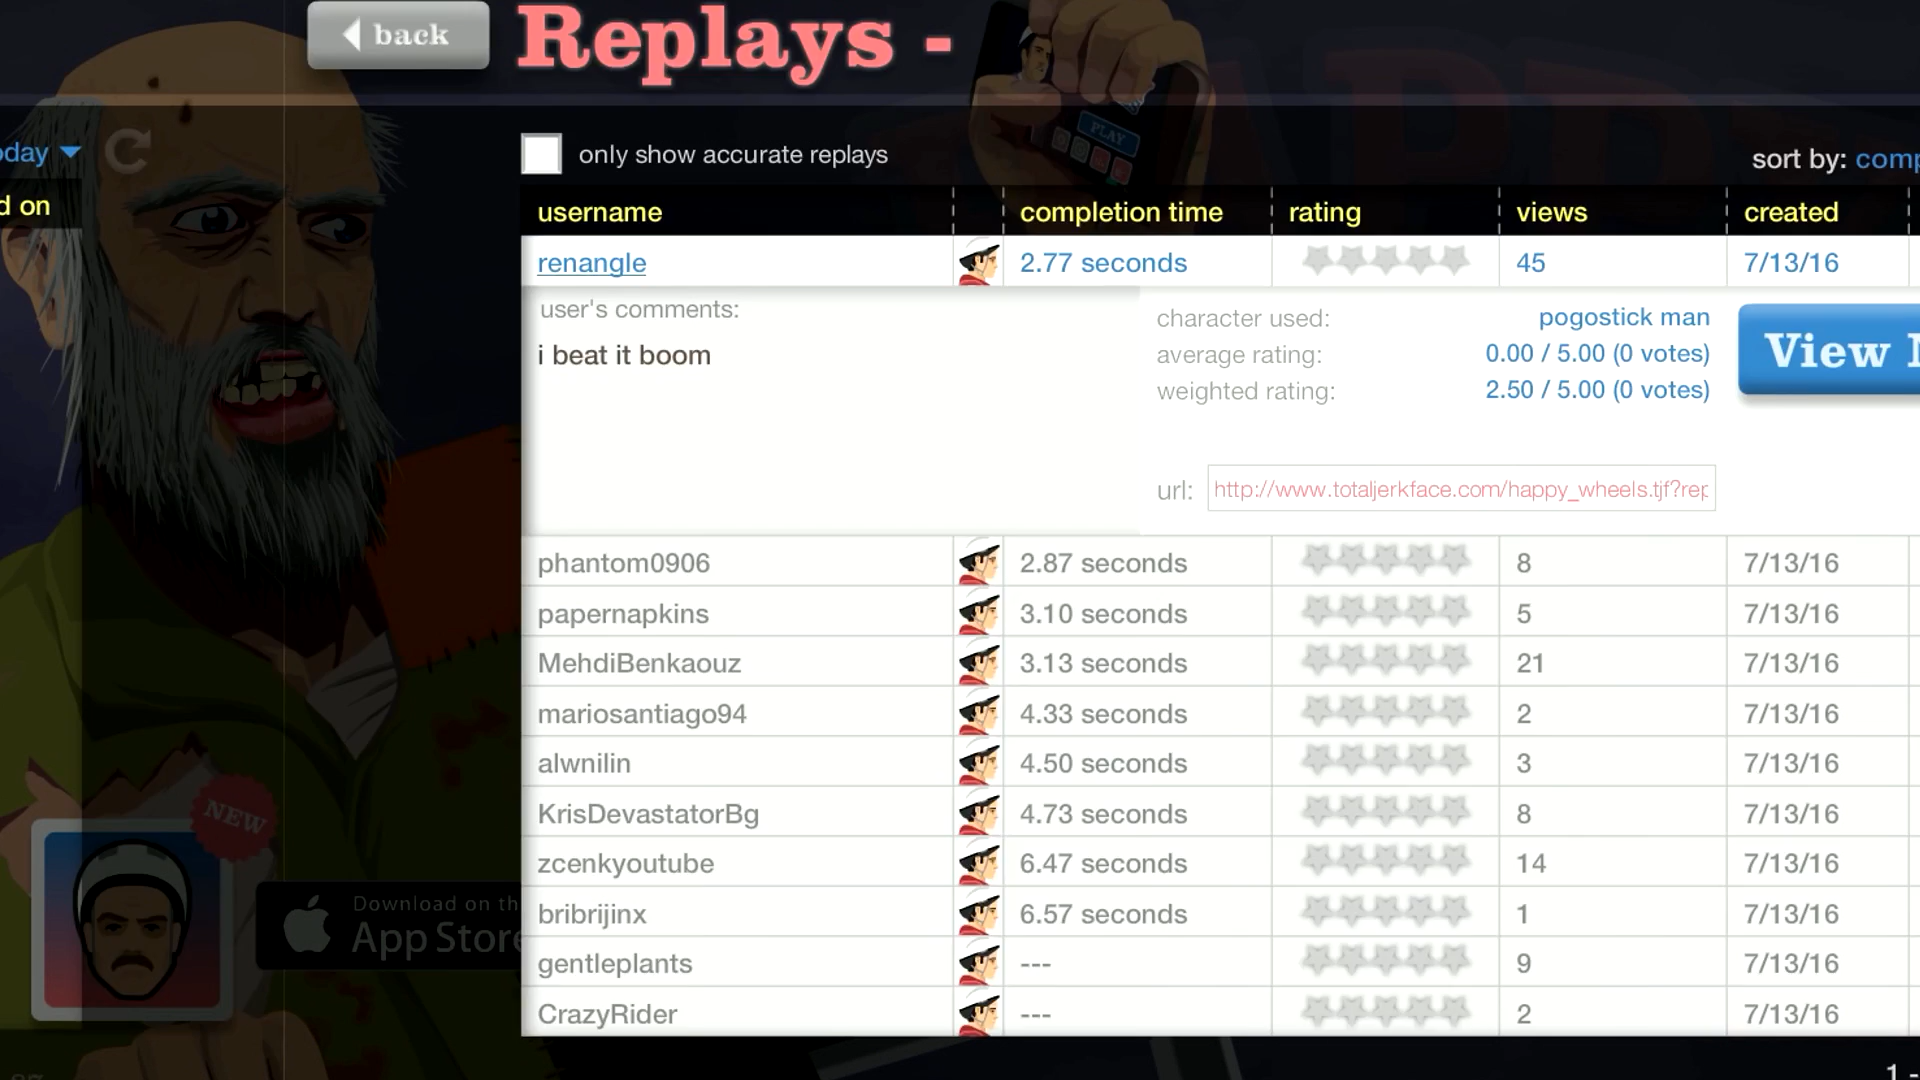 back
Replays -
oday
only show accurate replays
sort by: comp
d on
username completion time rating views created
renangle 2.77 seconds 45 7/13/16
user's comments:
i beat it boom
character used: pogostick man
average rating: 0.00 / 5.00 (0 votes)
weighted rating: 2.50 / 5.00 (0 votes)
View
url: http://www.totaljerkface.com/happy_wheels.tjf?rep
phantom0906 2.87 seconds 8 7/13/16
papernapkins 3.10 seconds 5 7/13/16
MehdiBenkaouz 3.13 seconds 21 7/13/16
mariosantiago94 4.33 seconds 2 7/13/16
alwnilin 4.50 seconds 3 7/13/16
KrisDevastatorBg 4.73 seconds 8 7/13/16
zcenkyoutube 6.47 seconds 14 7/13/16
bribrijinx 6.57 seconds 1 7/13/16
gentleplants --- 9 7/13/16
CrazyRider --- 2 7/13/16
PLAY
NEW
Download on th
App Store
1 -